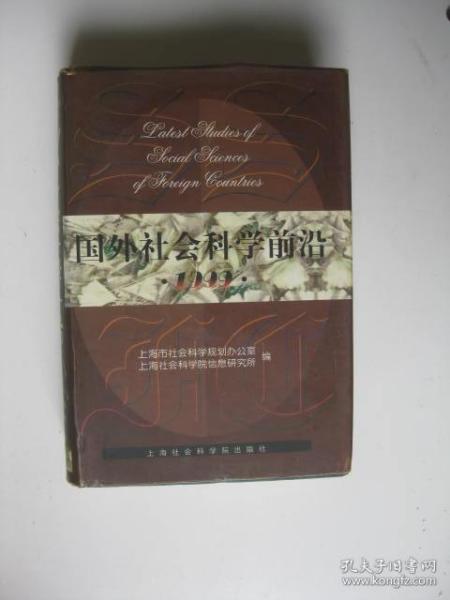 Latest Studies of
Social Sciences
of Foreign Countries
国外社会科学前沿
·1999·
上海市社会科学规划办公室
上海社会科学院信息研究所
编
上海社会科学院出版社
孔夫子旧书网
www.kongfz.com